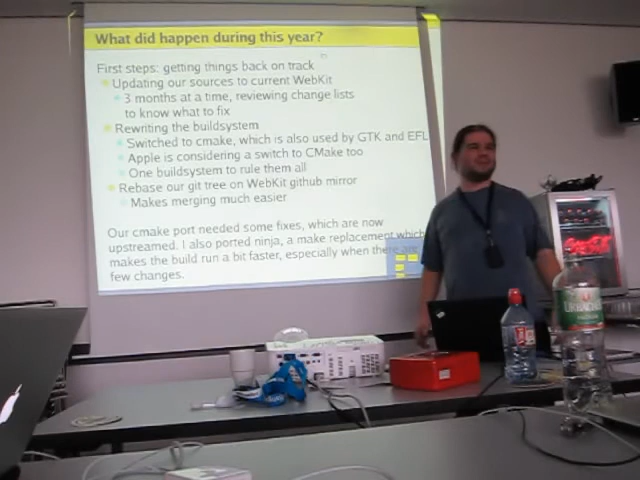 What did happen during this year?
First steps: getting things back on track
Updating our sources to current WebKit
3 months at a time, reviewing change lists
to know what to fix
Rewriting the buildsystem
Switched to cmake, which is also used by GTK and EFL
Apple is considering a switch to CMake too
One buildsystem to rule them all
Rebase our git tree on WebKit github mirror
Makes merging much easier
Our cmake port needed some fixes, which are now
upstreamed. I also ported ninja, a make replacement which
makes the build run a bit faster, especially when there are
few changes.
Coca-Cola